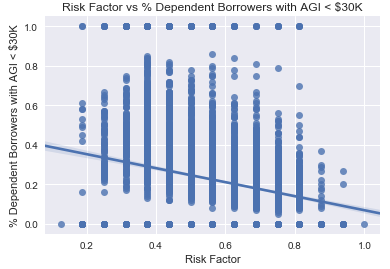 Risk Factor vs % Dependent Borrowers with AGI < $30K
% Dependent Borrowers with AGI < $30K
1.0
0.8
0.6
0.4
0.2
0.0
0.2 0.4 0.6 0.8 1.0
Risk Factor